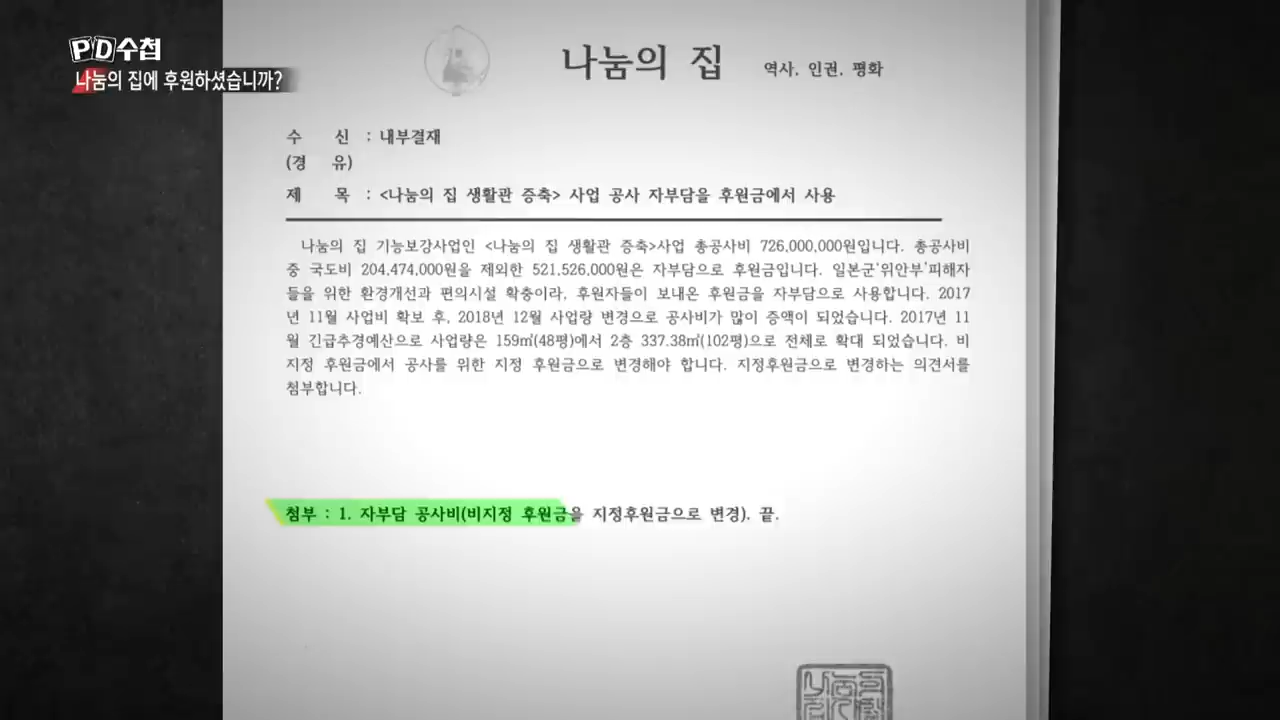 PD수첩
나눔의 집에 후원하셨습니까?
나눔의 집 역사. 인권. 평화
수 신 : 내부결재
(경 유)
제 목 : <나눔의 집 생활관 증축> 사업 공사 자부담을 후원금에서 사용
나눔의 집 기능보강사업인 <나눔의 집 생활관 증축>사업 총공사비 726,000,000원입니다. 총공사비
중 국도비 204,474,000원을 제외한 521,526,000원은 자부담으로 후원금입니다. 일본군'위안부'피해자
들을 위한 환경개선과 편의시설 확충이라, 후원자들이 보내온 후원금을 자부담으로 사용합니다. 2017
년 11월 사업비 확보 후, 2018년 12월 사업량 변경으로 공사비가 많이 증액이 되었습니다. 2017년 11
월 긴급추경예산으로 사업량은 159㎡(48평)에서 2층 337.38㎡(102평)으로 전체로 확대 되었습니다. 비
지정 후원금에서 공사를 위한 지정 후원금으로 변경해야 합니다. 지정후원금으로 변경하는 의견서를
첨부합니다.
첨부 : 1. 자부담 공사비(비지정 후원금을 지정후원금으로 변경). 끝.